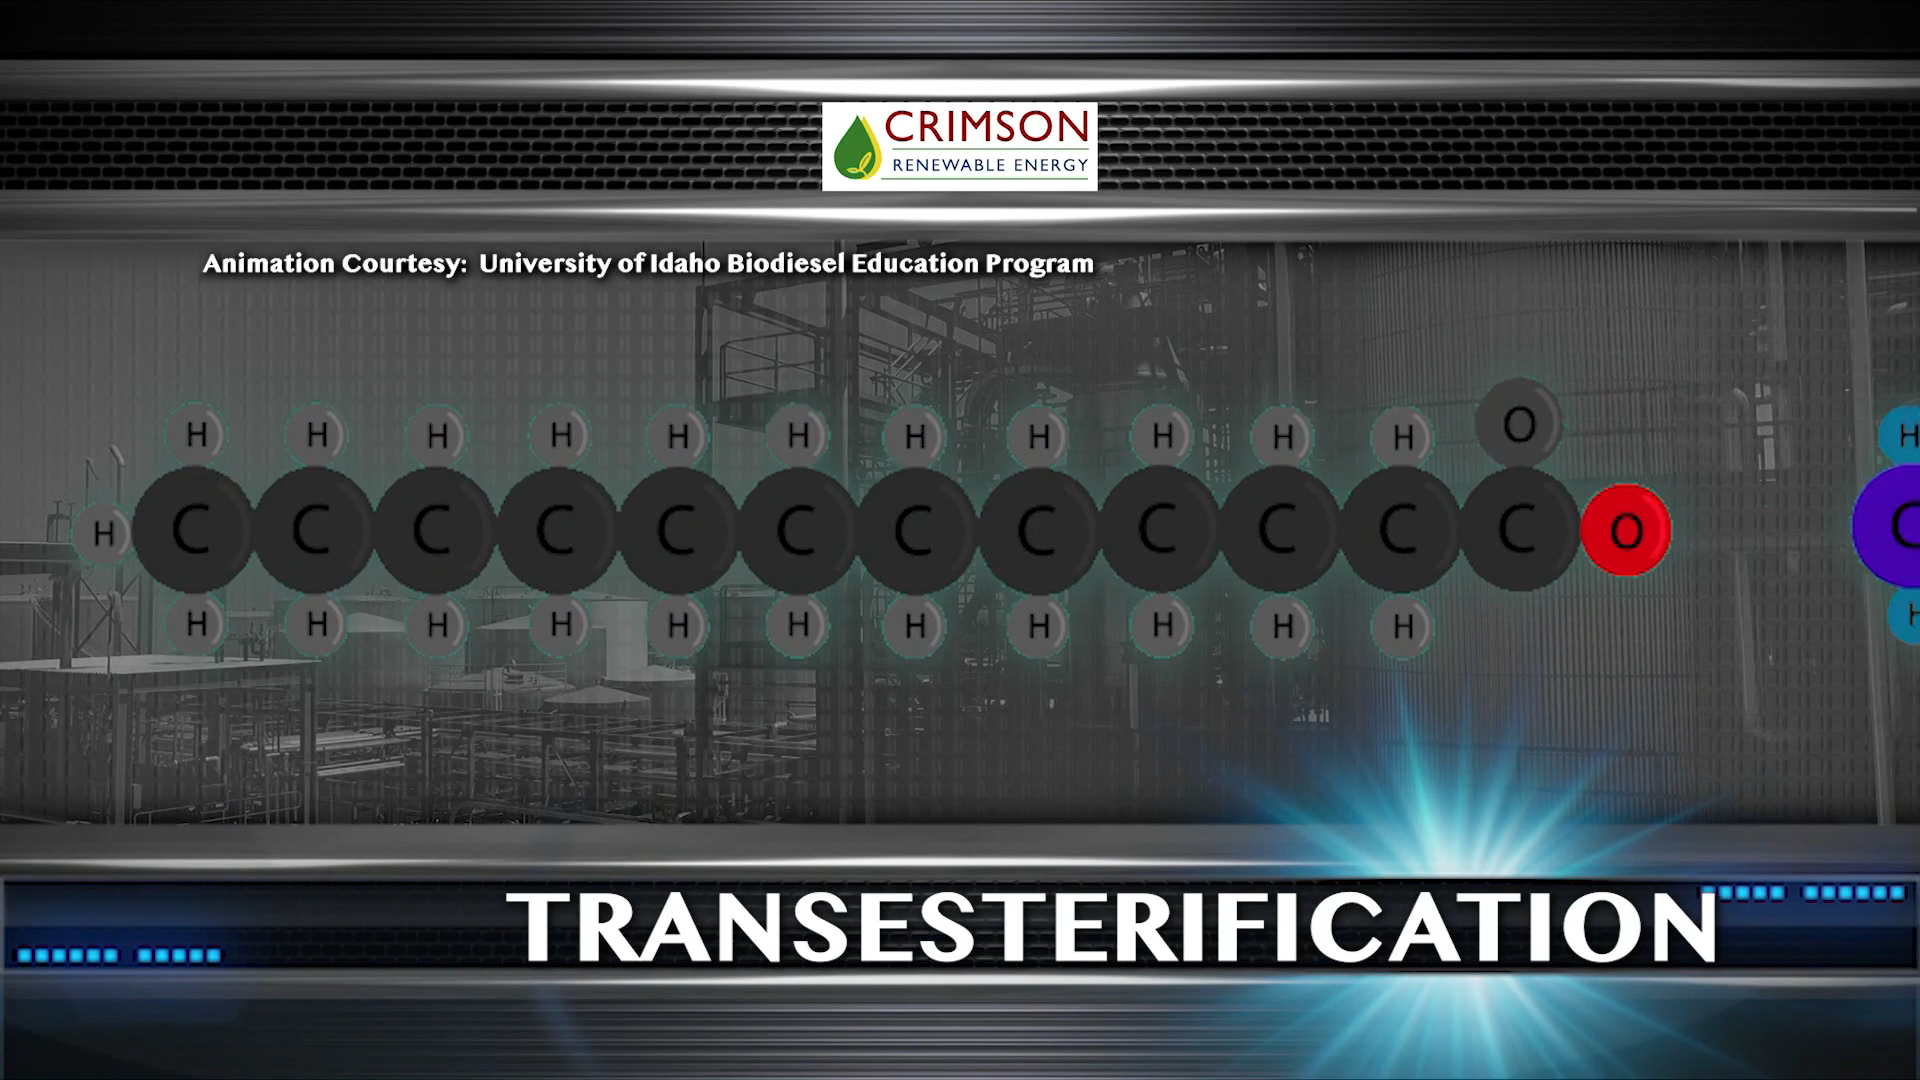 CRIMSON
RENEWABLE ENERGY
Animation Courtesy: University of Idaho Biodiesel Education Program
H H H H H H H H H H H O H
H C C C C C C C C C C C C O C
H H H H H H H H H H H H
TRANSESTERIFICATION